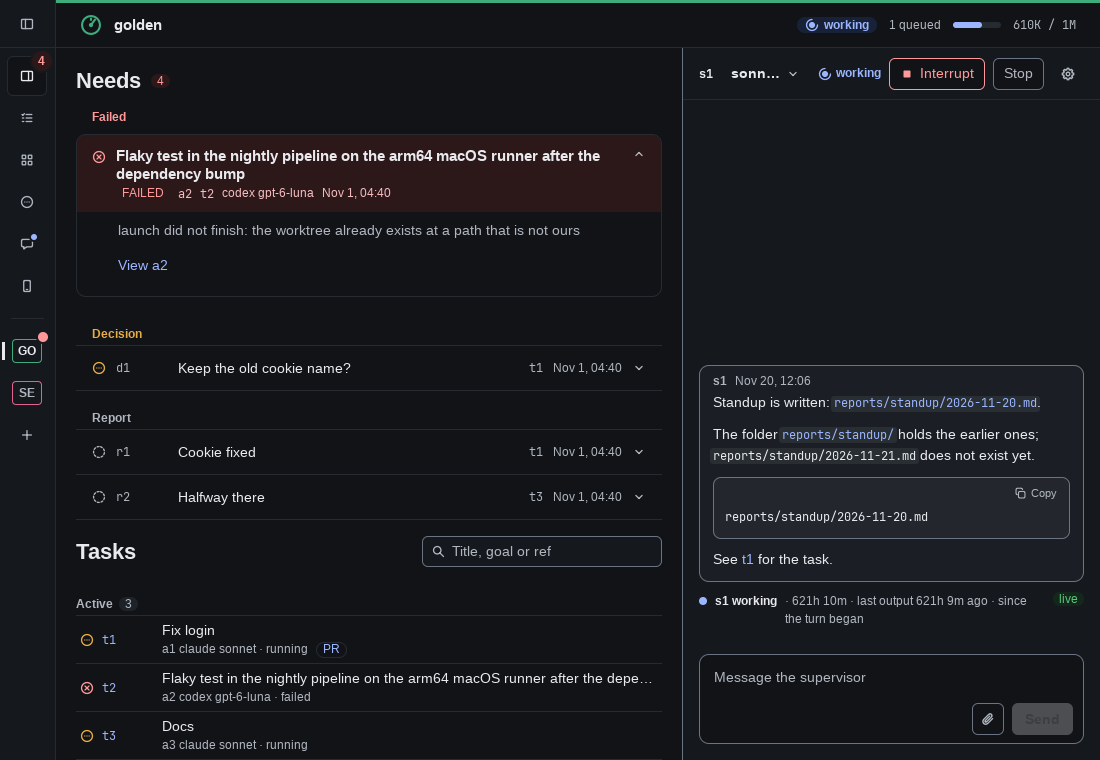 golden
working
1 queued
610K / 1M
4
GO
SE
Needs 4
Failed
Flaky test in the nightly pipeline on the arm64 macOS runner after the
dependency bump
FAILED a2 t2 codex gpt-6-luna Nov 1, 04:40
launch did not finish: the worktree already exists at a path that is not ours
View a2
Decision
d1 Keep the old cookie name? t1 Nov 1, 04:40
Report
r1 Cookie fixed t1 Nov 1, 04:40
r2 Halfway there t3 Nov 1, 04:40
Tasks
Title, goal or ref
Active 3
t1 Fix login
a1 claude sonnet · running PR
t2 Flaky test in the nightly pipeline on the arm64 macOS runner after the depe…
a2 codex gpt-6-luna · failed
t3 Docs
a3 claude sonnet · running
s1 sonn… working Interrupt Stop
s1 Nov 20, 12:06
Standup is written: reports/standup/2026-11-20.md.
The folder reports/standup/ holds the earlier ones;
reports/standup/2026-11-21.md does not exist yet.
Copy
reports/standup/2026-11-20.md
See t1 for the task.
s1 working · 621h 10m · last output 621h 9m ago · since
the turn began
live
Message the supervisor
Send